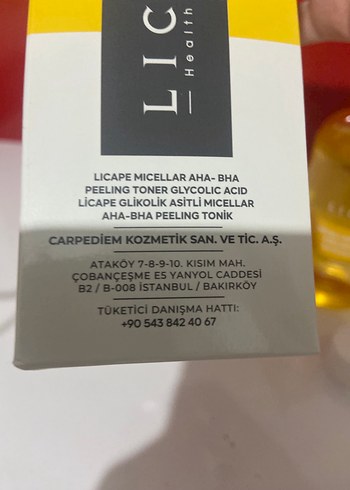 LIC
Health
LICAPE MICELLAR AHA- BHA
PEELING TONER GLYCOLIC ACID
LİCAPE GLİKOLİK ASİTLİ MICELLAR
AHA-BHA PEELING TONİK
CARPEDİEM KOZMETİK SAN. VE TİC. A.Ş.
ATAKÖY 7-8-9-10. KISIM MAH.
ÇOBANÇEŞME ES YANYOL CADDESİ
B2 / B-008 İSTANBUL / BAKIRKÖY
TÜKETİCİ DANIŞMA HATTI:
+90 543 842 40 67